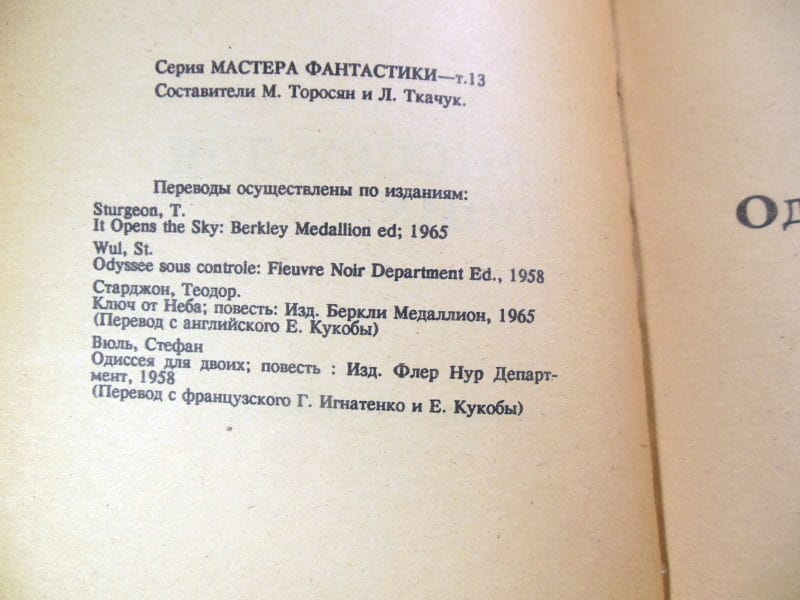 Серия МАСТЕРА ФАНТАСТИКИ—т.13
Составители М. Торосян и Л. Ткачук.
Переводы осуществлены по изданиям:
Sturgeon, T.
It Opens the Sky: Berkley Medallion ed; 1965
Wul, St.
Odyssee sous controle: Fleuvre Noir Department Ed., 1958
Старджон, Теодор.
Ключ от Неба; повесть: Изд. Беркли Медаллион, 1965
(Перевод с английского Е. Кукобы)
Вюль, Стефан
Одиссея для двоих; повесть : Изд. Флер Нур Департ-
мент, 1958
(Перевод с французского Г. Игнатенко и Е. Кукобы)